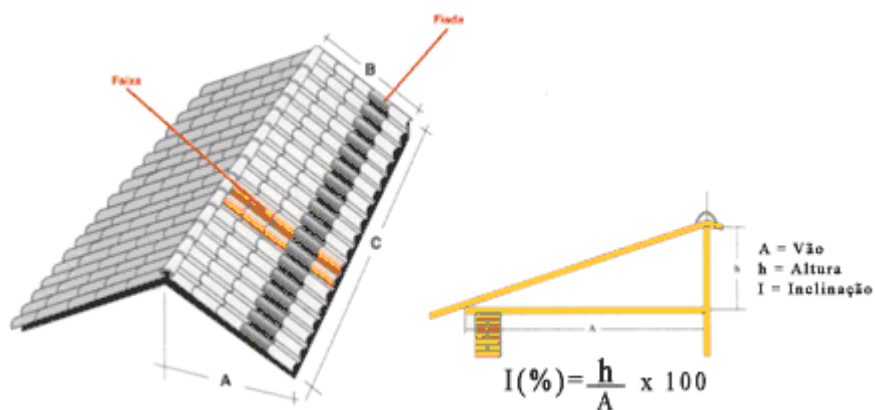 Fiada
B
Faixa
C
A
h
A
A = Vão
h = Altura
I = Inclinação
I(%)= h/A x 100